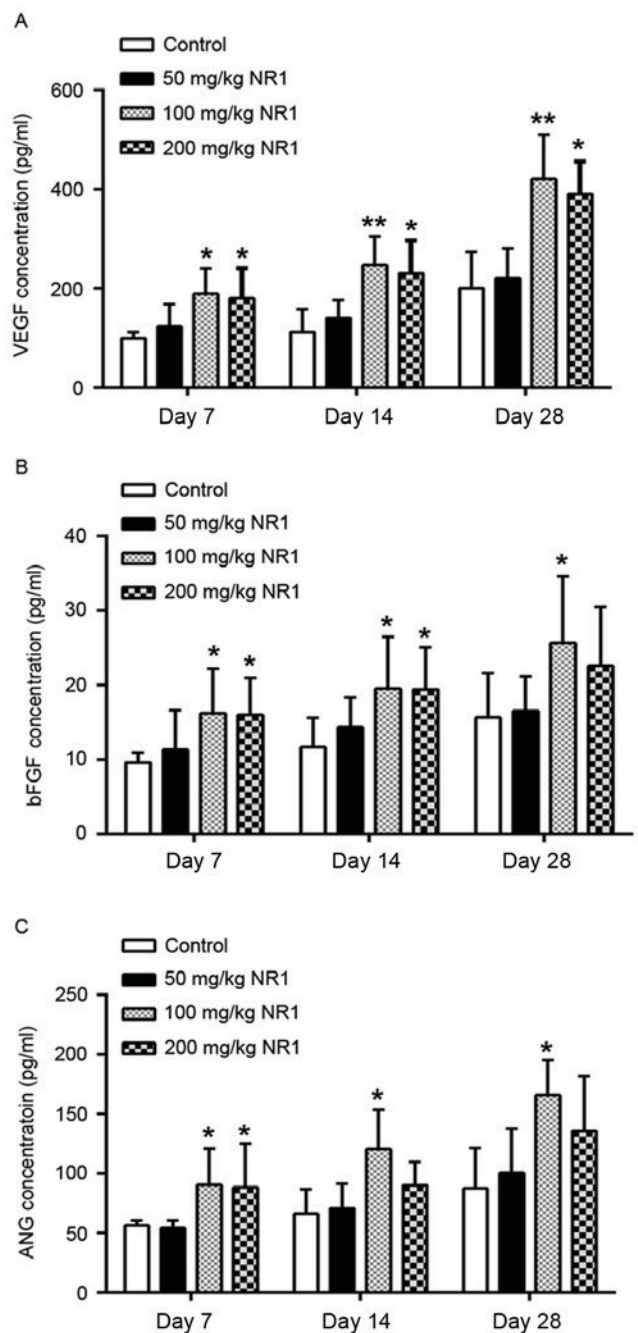 A
Control
50 mg/kg NR1
100 mg/kg NR1
200 mg/kg NR1
VEGF concentration (pg/ml)
600
400
200
0
* *
** *
** *
Day 7 Day 14 Day 28
B
Control
50 mg/kg NR1
100 mg/kg NR1
200 mg/kg NR1
bFGF concentration (pg/ml)
40
30
20
10
0
* *
* *
*
Day 7 Day 14 Day 28
C
Control
50 mg/kg NR1
100 mg/kg NR1
200 mg/kg NR1
ANG concentratoin (pg/ml)
250
200
150
100
50
0
* *
*
*
Day 7 Day 14 Day 28